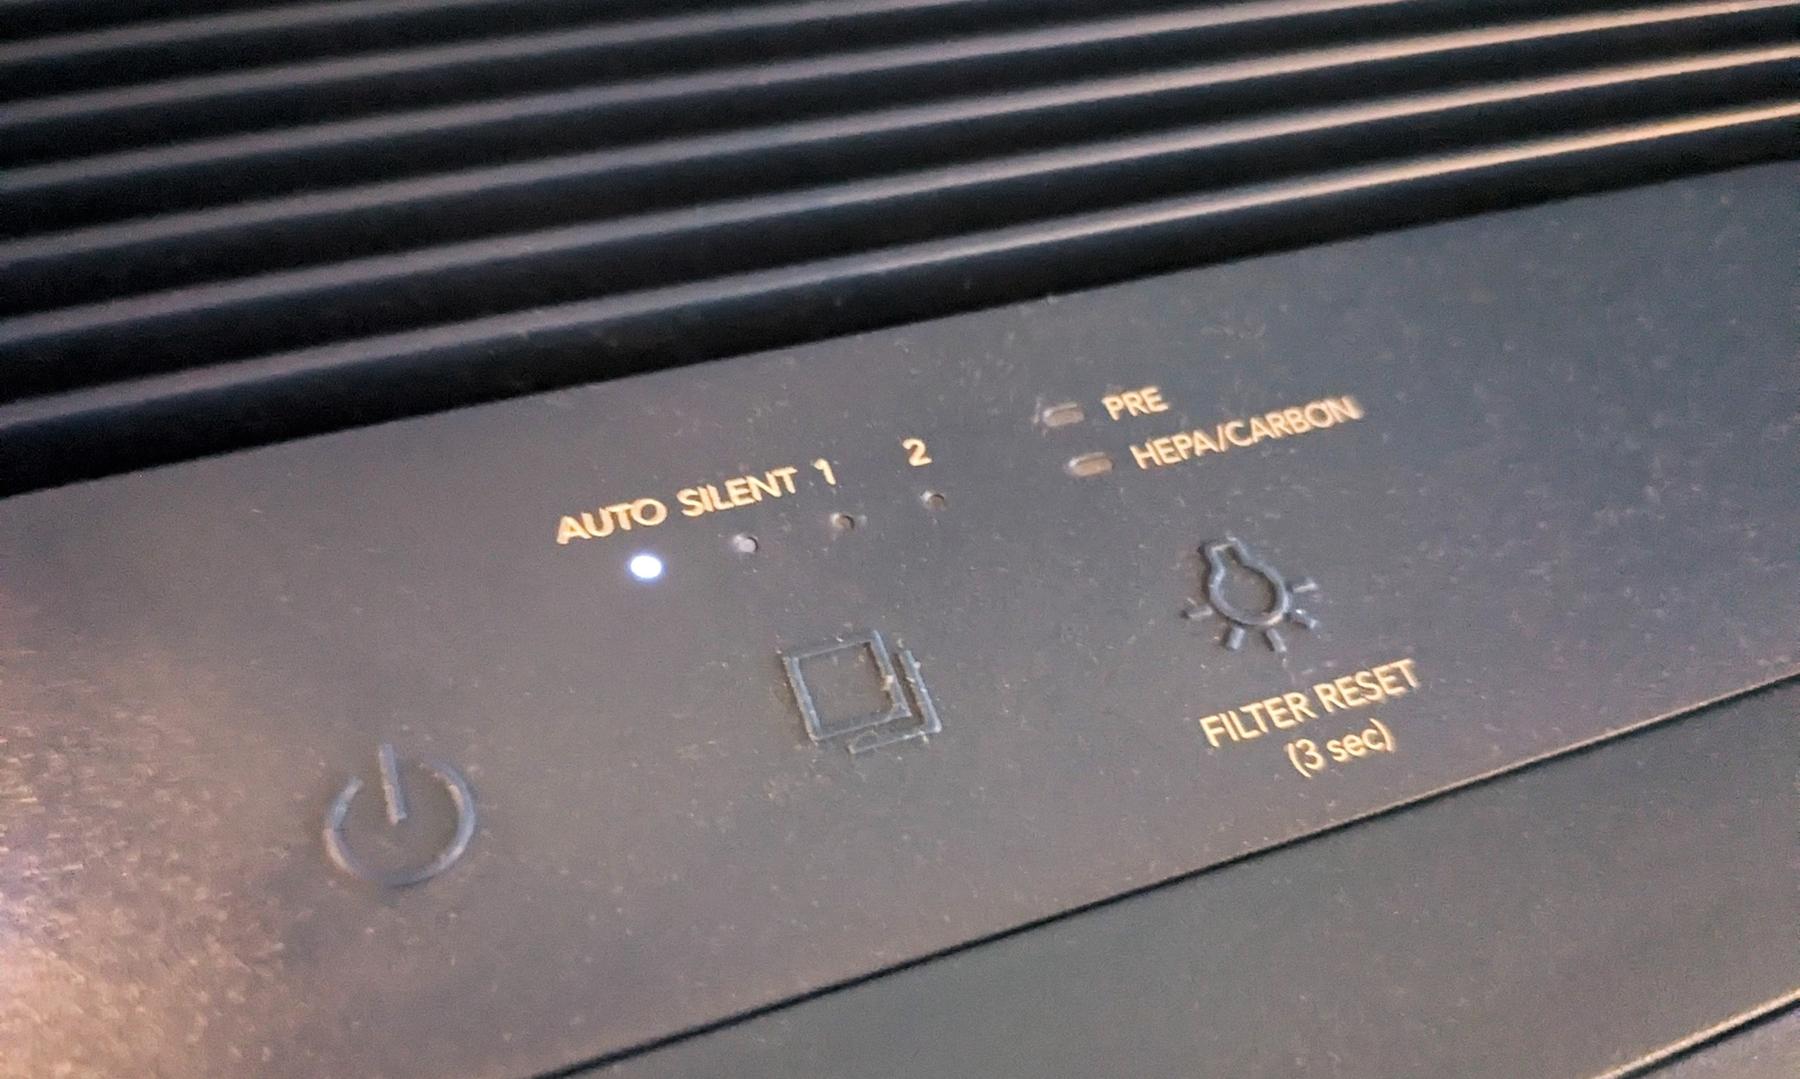 AUTO SILENT 1 2
PRE
HEPA/CARBON
FILTER RESET
(3 sec)